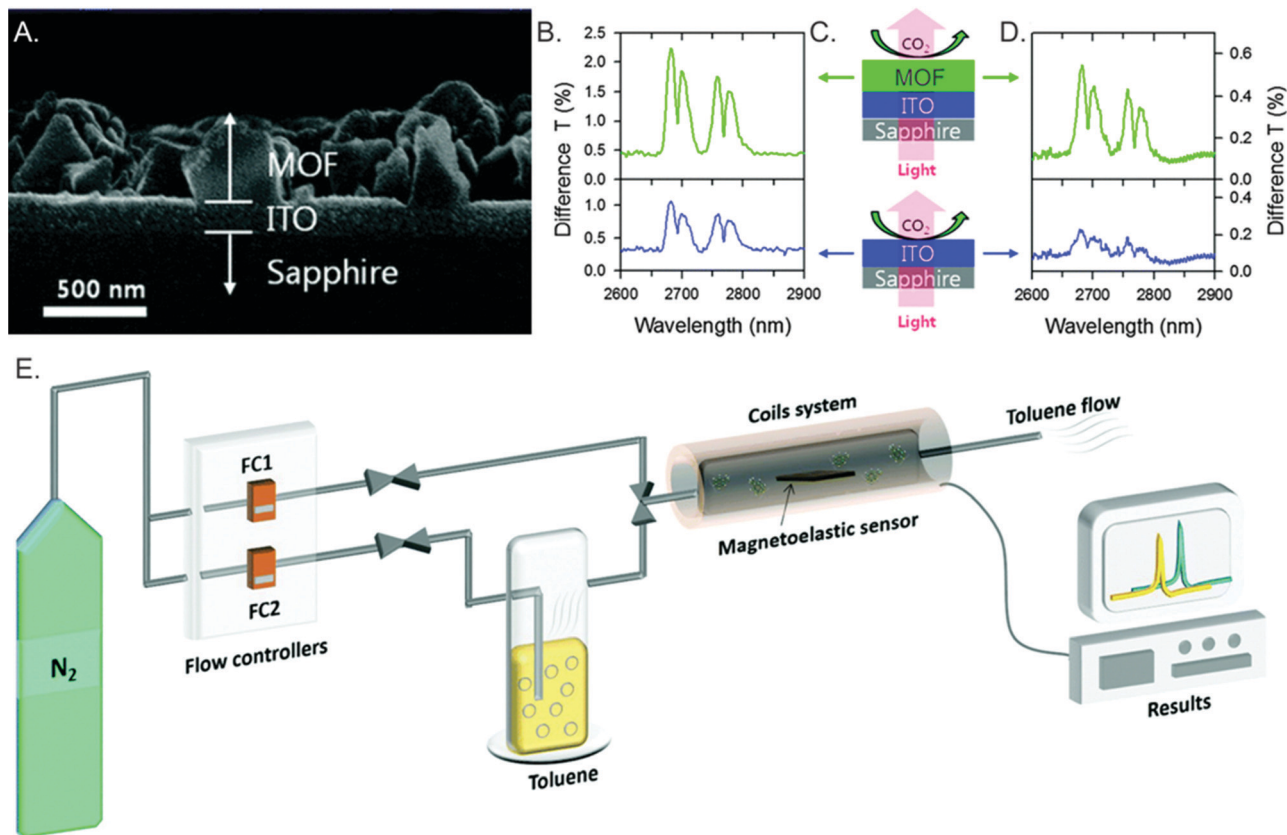 A.
MOF
ITO
Sapphire
500 nm
B.
Difference T (%)
2.5
2.0
1.5
1.0
0.5
0.0
1.0
0.5
0.0
2600 2700 2800 2900
Wavelength (nm)
C.
CO2
MOF
ITO
Sapphire
Light
CO2
ITO
Sapphire
Light
D.
0.6
0.4
0.2
0.0
0.4
0.2
0.0
Difference T (%)
2600 2700 2800 2900
Wavelength (nm)
E.
N2
FC1
FC2
Flow controllers
Toluene
Coils system
Magnetoelastic sensor
Toluene flow
Results